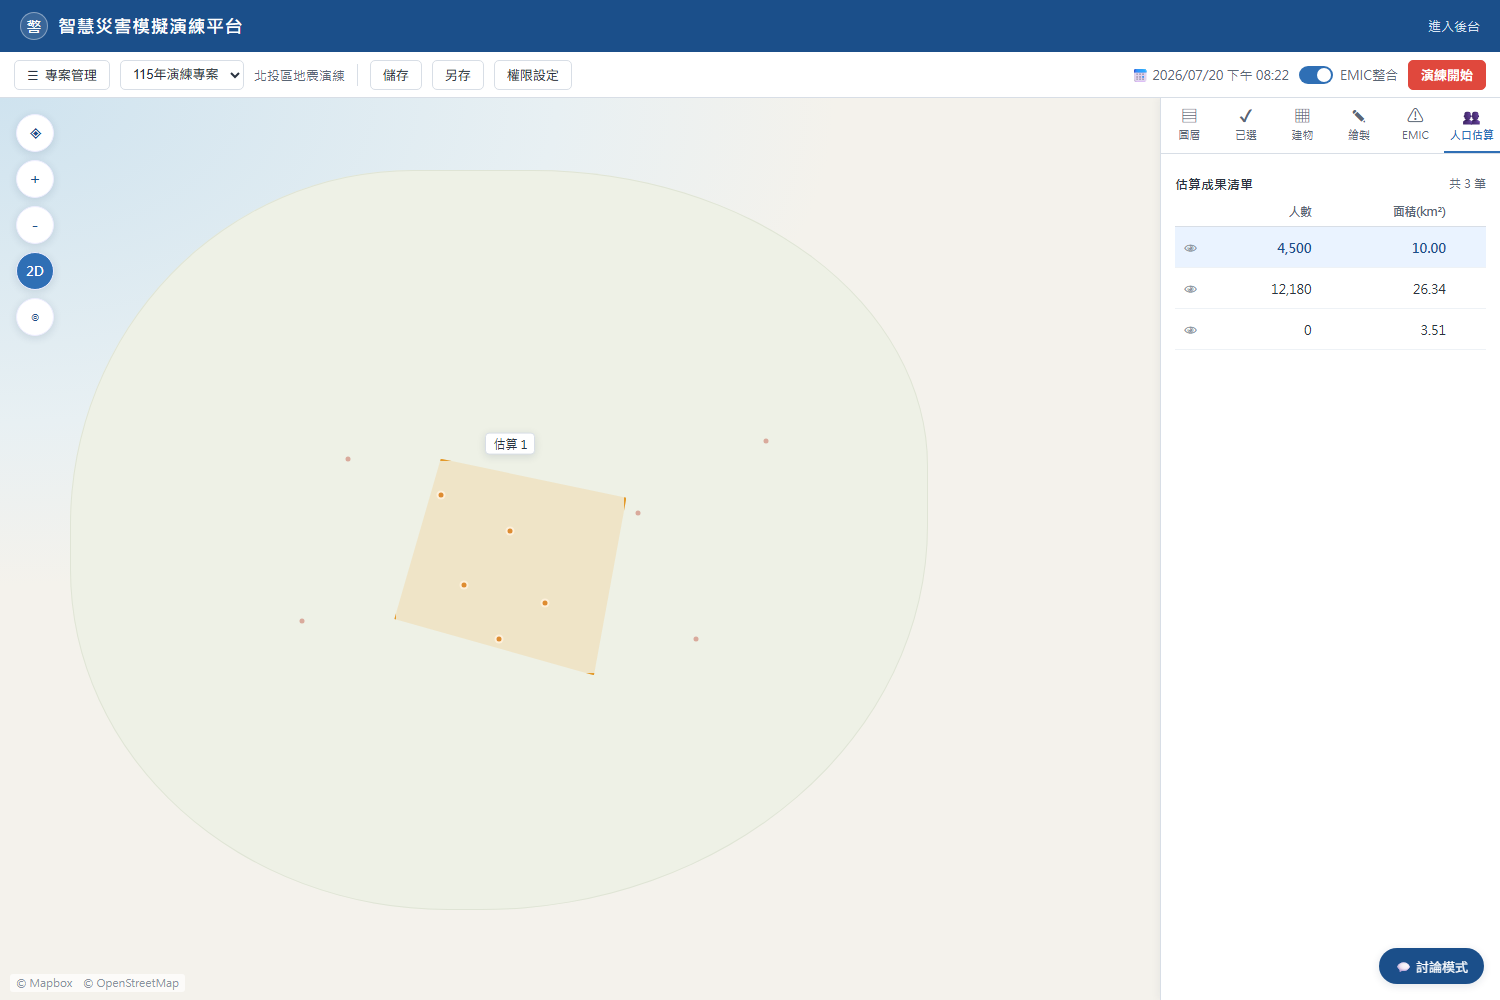 警 智慧災害模擬演練平台 進入後台
☰ 專案管理 115年演練專案 北投區地震演練 儲存 另存 權限設定 2026/07/20 下午 08:22 EMIC整合 演練開始
圖層 已選 建物 繪製 EMIC 人口估算
+
-
2D
估算成果清單 共 3 筆
人數 面積(km²)
4,500 10.00
12,180 26.34
0 3.51
估算 1
討論模式
© Mapbox © OpenStreetMap